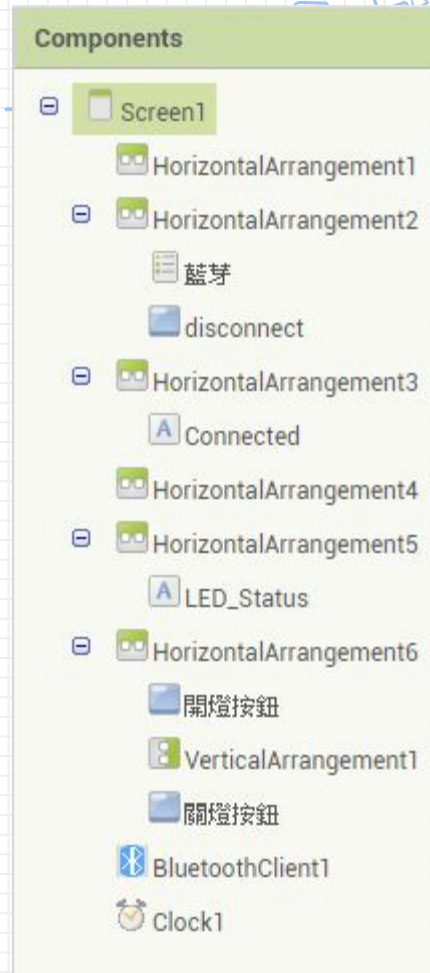 Components
Screen1
HorizontalArrangement1
HorizontalArrangement2
藍芽
disconnect
HorizontalArrangement3
A Connected
HorizontalArrangement4
HorizontalArrangement5
A LED_Status
HorizontalArrangement6
開燈按鈕
VerticalArrangement1
關燈按鈕
BluetoothClient1
Clock1